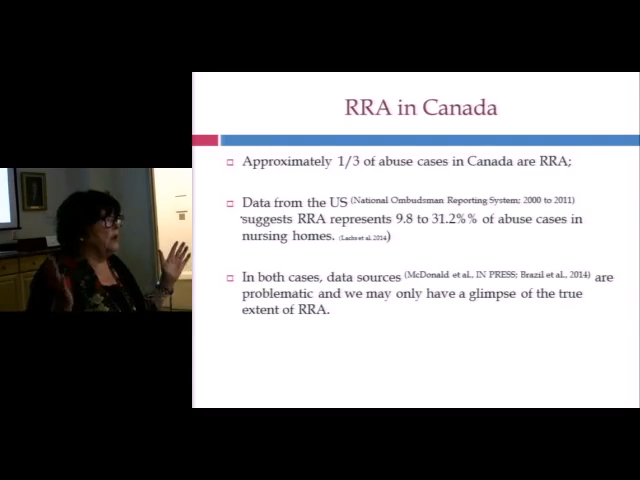 RRA in Canada
Approximately 1/3 of abuse cases in Canada are RRA;
Data from the US (National Ombudsman Reporting System; 2000 to 2011)
suggests RRA represents 9.8 to 31.2%% of abuse cases in
nursing homes. (Lachs et al. 2014)
In both cases, data sources (McDonald et al., IN PRESS; Brazil et al., 2014) are
problematic and we may only have a glimpse of the true
extent of RRA.